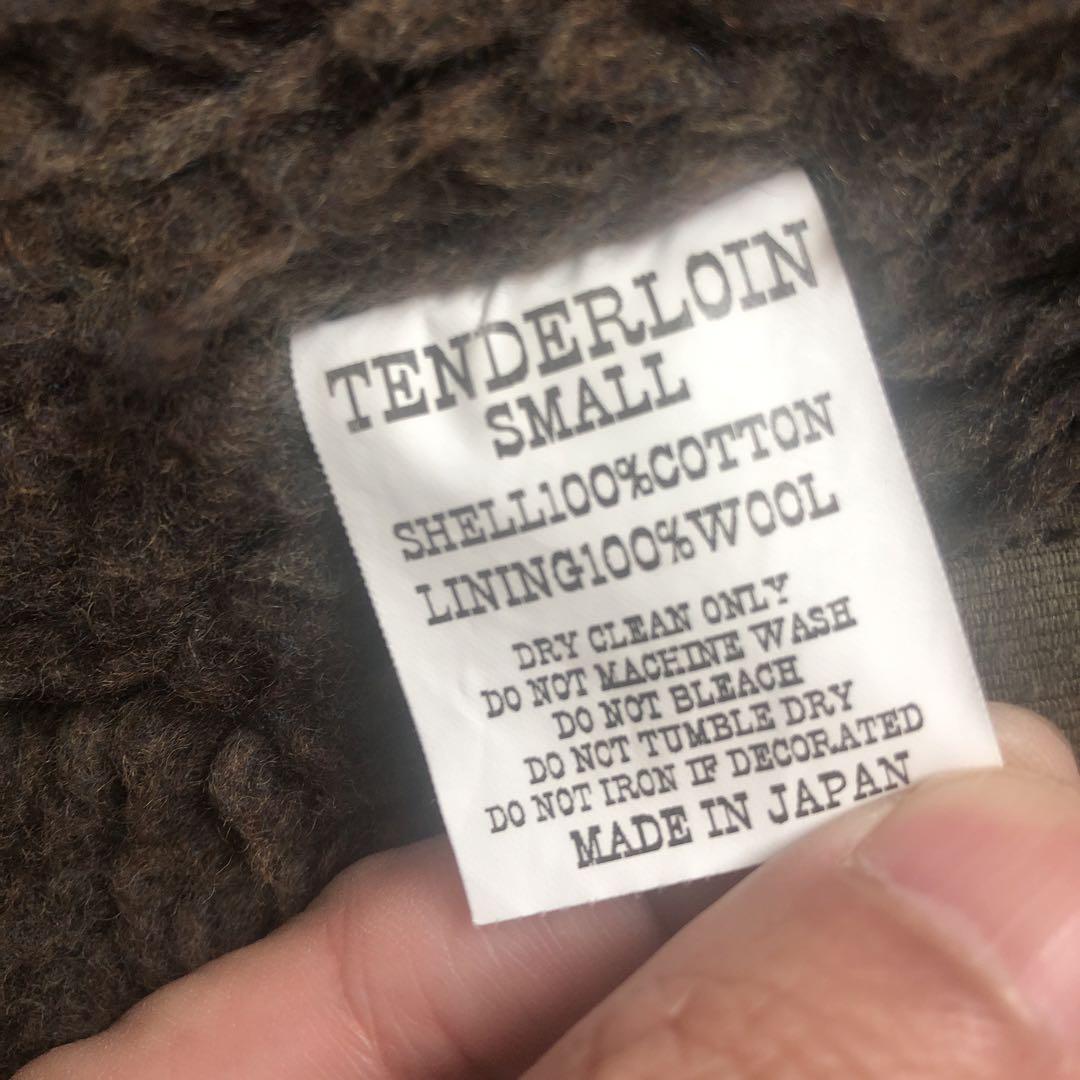 TENDERLOIN
SMALL
SHELL100%COTTON
LINING100%WOOL
DRY CLEAN ONLY
DO NOT MACHINE WASH
DO NOT BLEACH
DO NOT TUMBLE DRY
DO NOT IRON IF DECORATED
MADE IN JAPAN